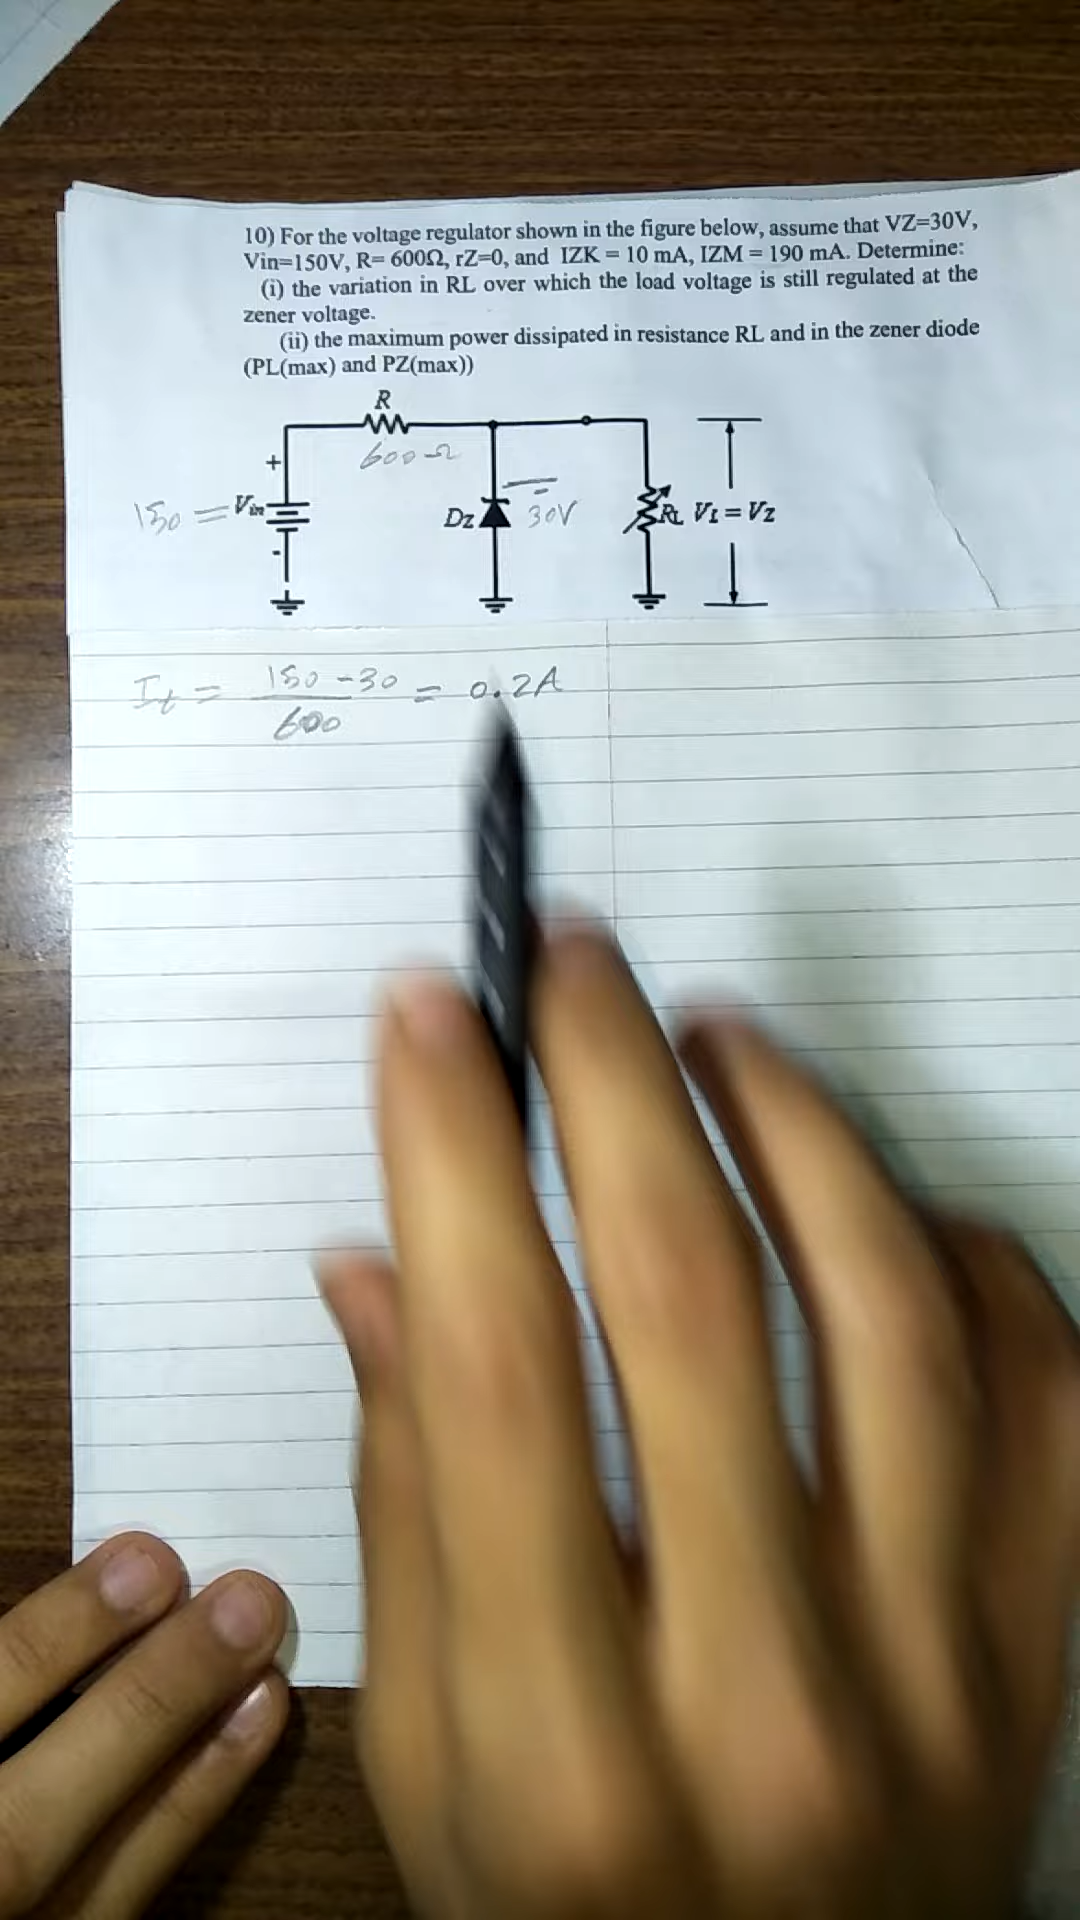 10) For the voltage regulator shown in the figure below, assume that VZ=30V,
Vin=150V, R= 600Ω, rZ=0, and IZK = 10 mA, IZM = 190 mA. Determine:
(i) the variation in RL over which the load voltage is still regulated at the
zener voltage.
(ii) the maximum power dissipated in resistance RL and in the zener diode
(PL(max) and PZ(max))
R
600Ω
+
150 = Vin
-
DZ
30V
RL VL = VZ
It = 150 - 30 / 600 = 0.2A